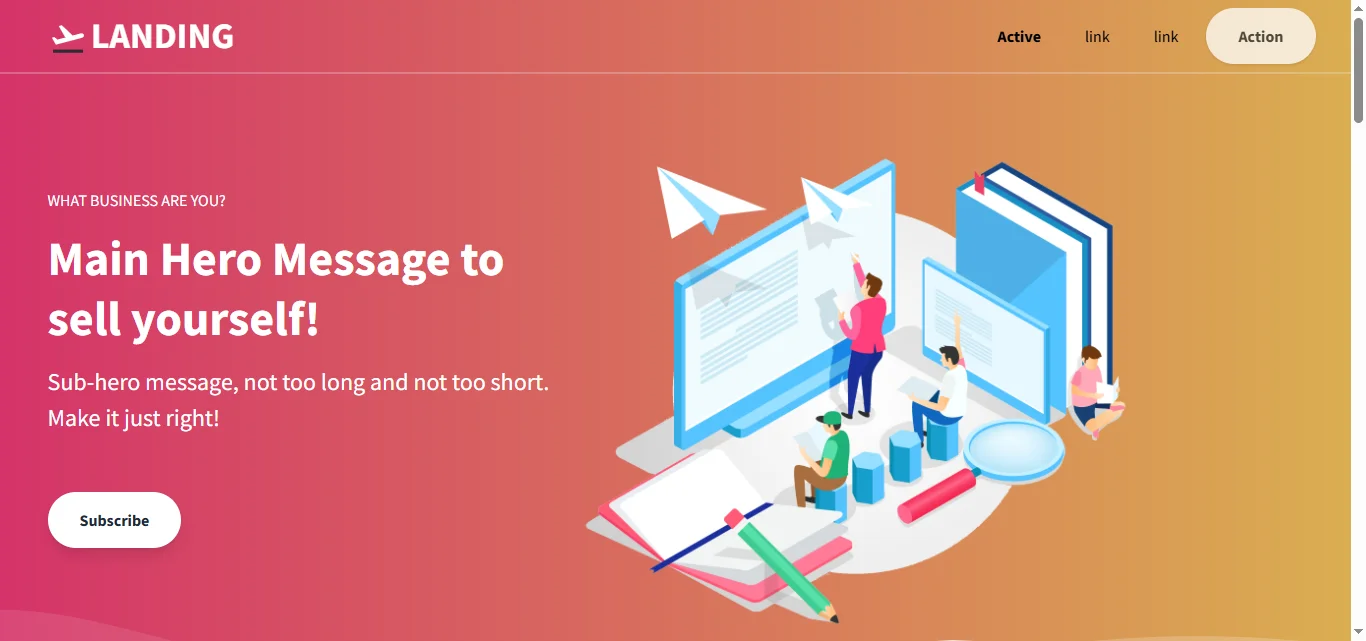 LANDING
Active
link
link
Action
WHAT BUSINESS ARE YOU?
Main Hero Message to
sell yourself!
Sub-hero message, not too long and not too short.
Make it just right!
Subscribe